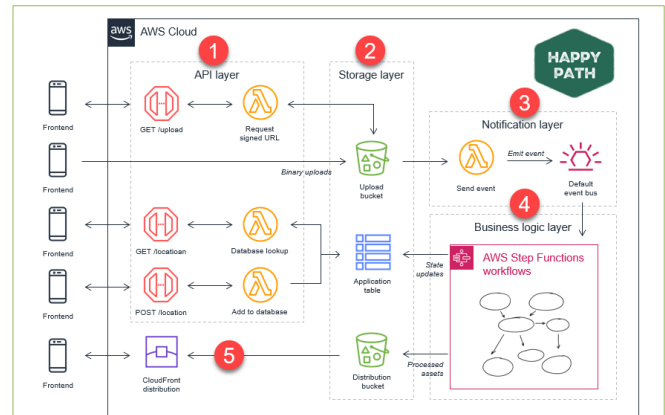 aws
AWS Cloud
HAPPY
PATH
1
2
API layer
Storage layer
3
Notification layer
Frontend
GET /upload
Request
signed URL
Emit event
Frontend
Binary uploads
Upload
bucket
Send event
Default
event bus
4
Business logic layer
AWS Step Functions
workflows
Frontend
GET /locatioan
Database lookup
State
updates
Application
table
Frontend
POST /location
Add to database
5
Frontend
CloudFront
distribution
Distribution
bucket
Processed
assets